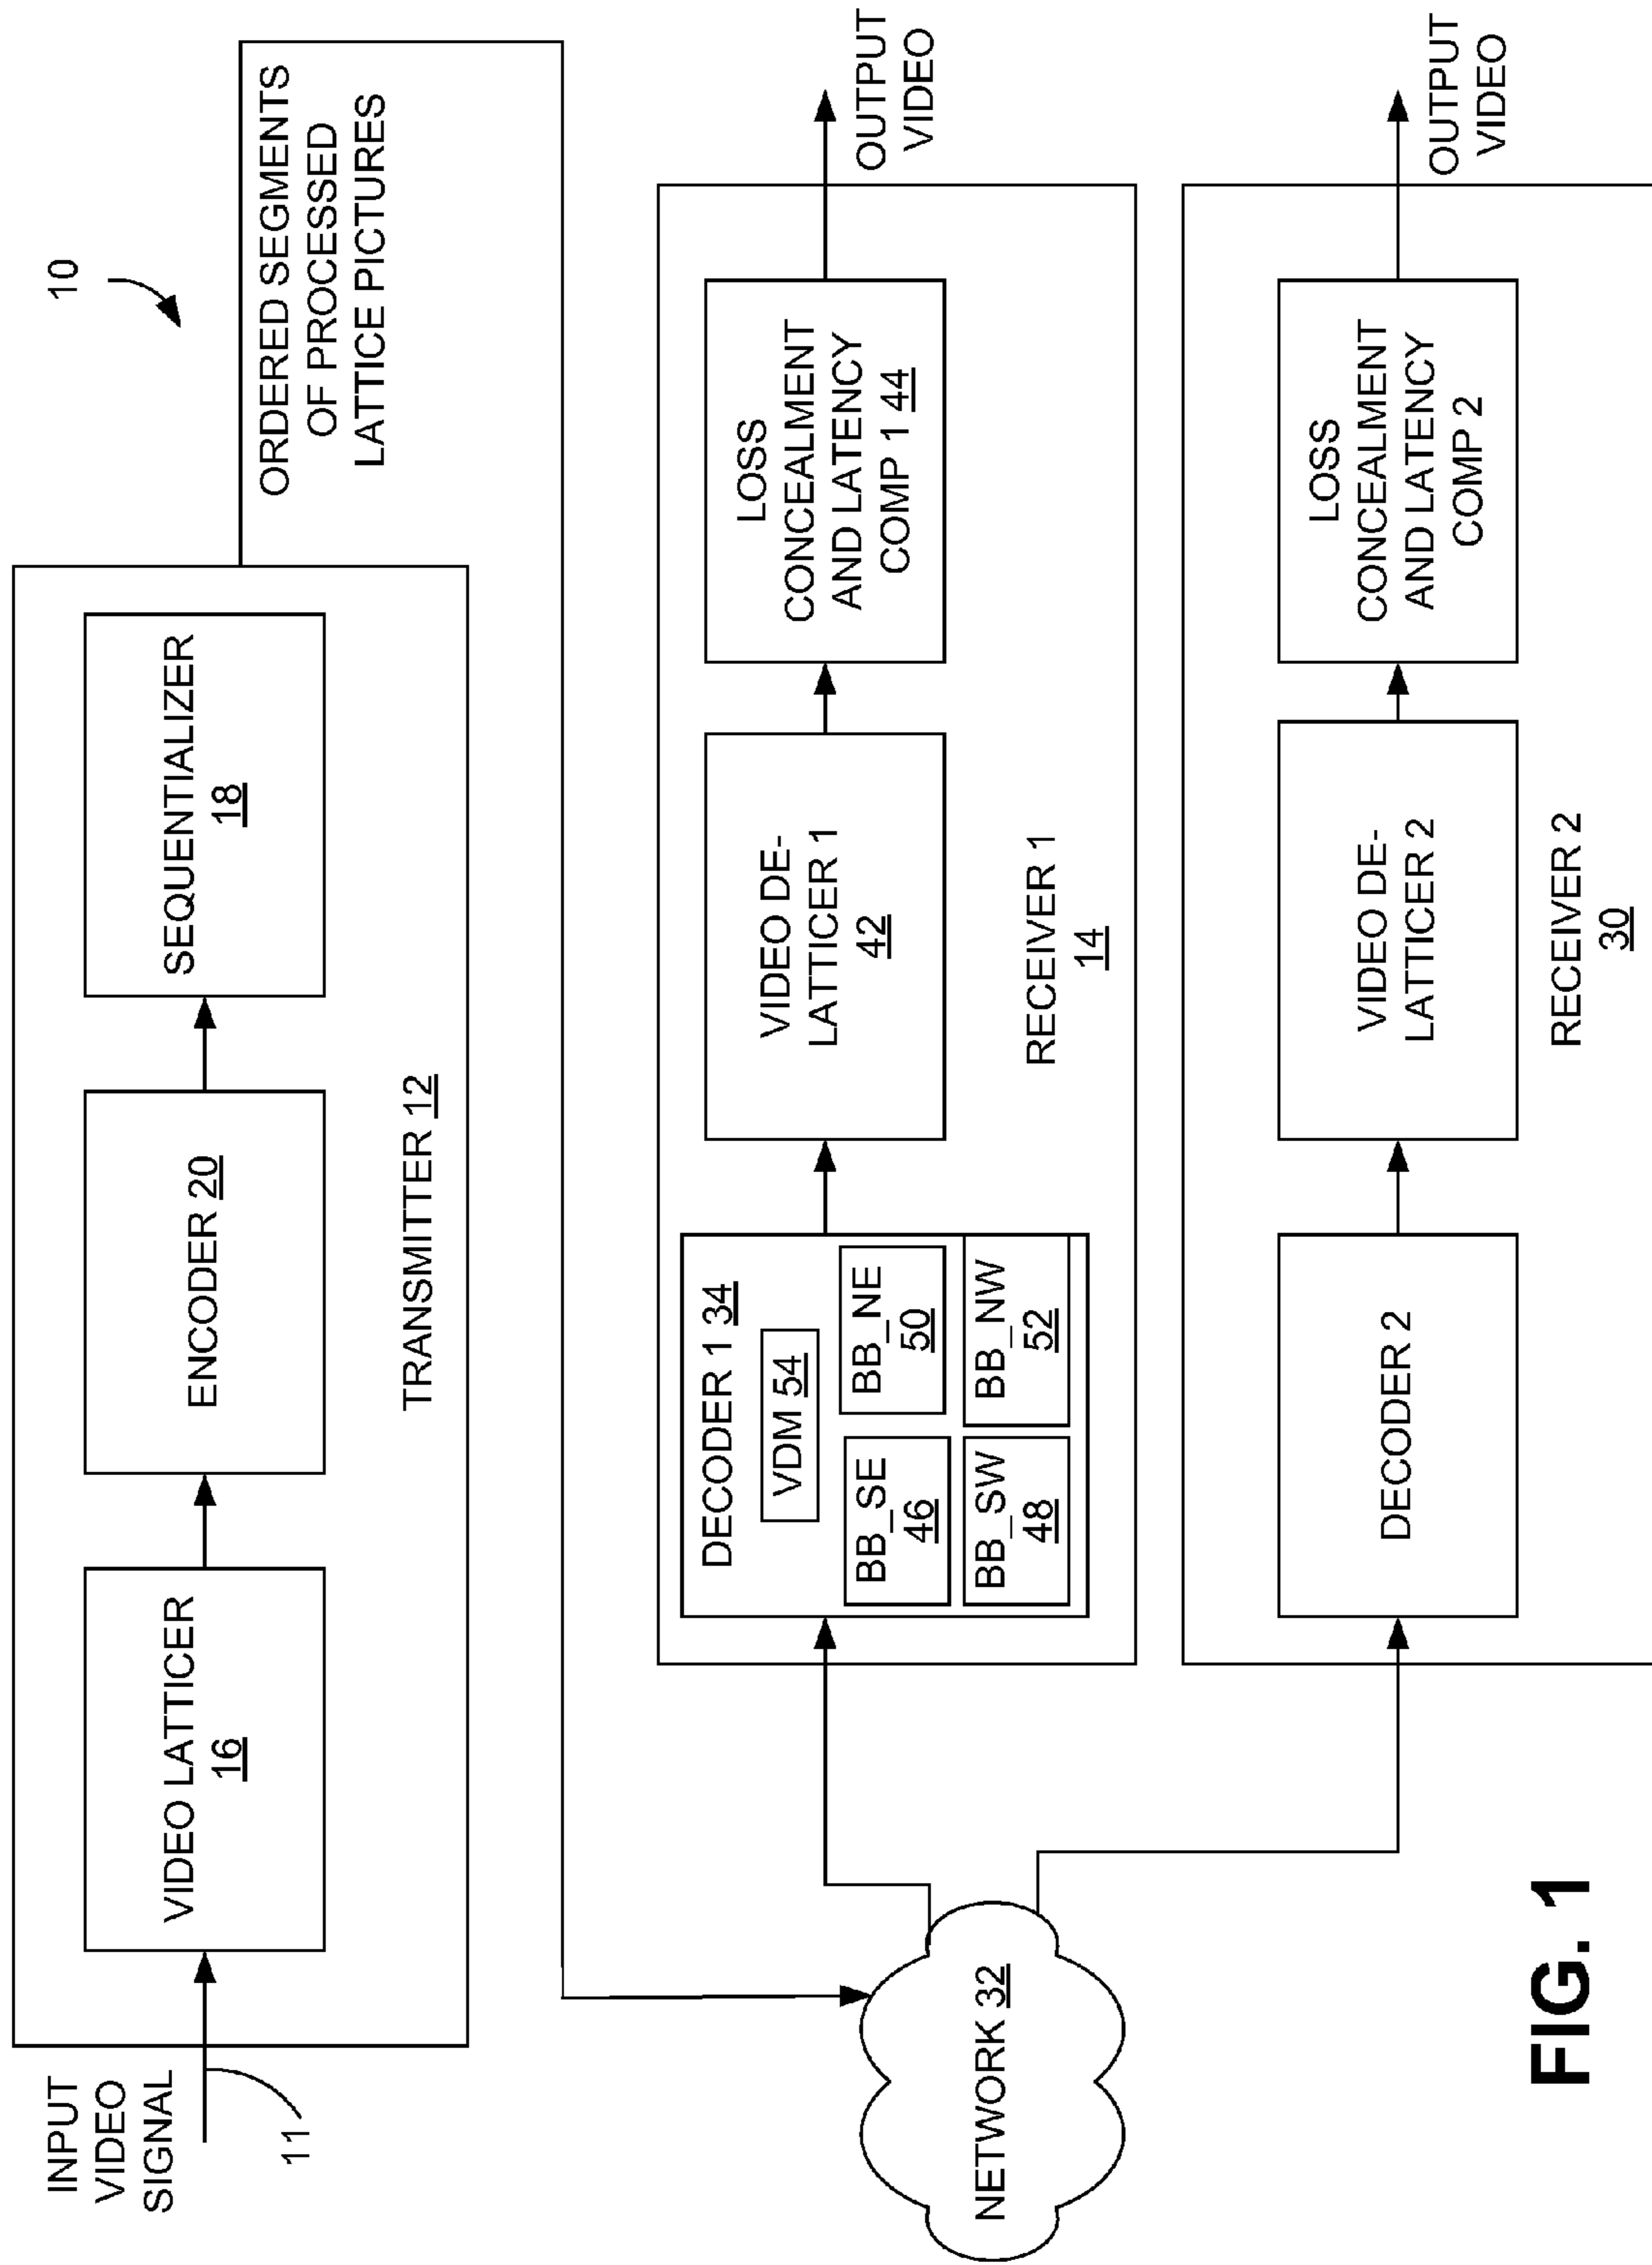 INPUT
VIDEO
SIGNAL
11
VIDEO LATTICER
16
ENCODER 20
SEQUENTIALIZER
18
TRANSMITTER 12
10
ORDERED SEGMENTS
OF PROCESSED
LATTICE PICTURES
NETWORK 32
DECODER 1 34
VDM 54
BB_SE
46
BB_NE
50
BB_SW
48
BB_NW
52
VIDEO DE-
LATTICER 1
42
LOSS
CONCEALMENT
AND LATENCY
COMP 1 44
OUTPUT
VIDEO
RECEIVER 1
14
DECODER 2
VIDEO DE-
LATTICER 2
LOSS
CONCEALMENT
AND LATENCY
COMP 2
OUTPUT
VIDEO
RECEIVER 2
30
FIG. 1